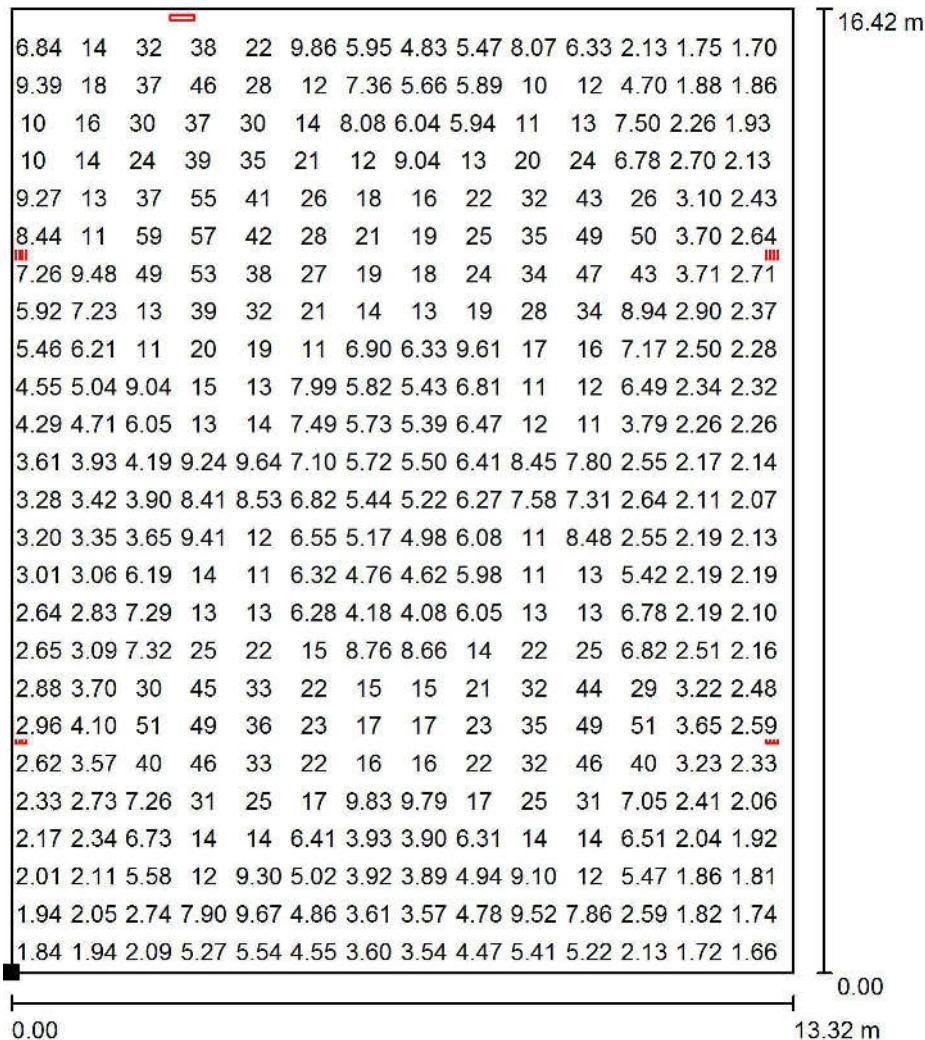 16.42 m
6.84 14 32 38 22 9.86 5.95 4.83 5.47 8.07 6.33 2.13 1.75 1.70
9.39 18 37 46 28 12 7.36 5.66 5.89 10 12 4.70 1.88 1.86
10 16 30 37 30 14 8.08 6.04 5.94 11 13 7.50 2.26 1.93
10 14 24 39 35 21 12 9.04 13 20 24 6.78 2.70 2.13
9.27 13 37 55 41 26 18 16 22 32 43 26 3.10 2.43
8.44 11 59 57 42 28 21 19 25 35 49 50 3.70 2.64
7.26 9.48 49 53 38 27 19 18 24 34 47 43 3.71 2.71
5.92 7.23 13 39 32 21 14 13 19 28 34 8.94 2.90 2.37
5.46 6.21 11 20 19 11 6.90 6.33 9.61 17 16 7.17 2.50 2.28
4.55 5.04 9.04 15 13 7.99 5.82 5.43 6.81 11 12 6.49 2.34 2.32
4.29 4.71 6.05 13 14 7.49 5.73 5.39 6.47 12 11 3.79 2.26 2.26
3.61 3.93 4.19 9.24 9.64 7.10 5.72 5.50 6.41 8.45 7.80 2.55 2.17 2.14
3.28 3.42 3.90 8.41 8.53 6.82 5.44 5.22 6.27 7.58 7.31 2.64 2.11 2.07
3.20 3.35 3.65 9.41 12 6.55 5.17 4.98 6.08 11 8.48 2.55 2.19 2.13
3.01 3.06 6.19 14 11 6.32 4.76 4.62 5.98 11 13 5.42 2.19 2.19
2.64 2.83 7.29 13 13 6.28 4.18 4.08 6.05 13 13 6.78 2.19 2.10
2.65 3.09 7.32 25 22 15 8.76 8.66 14 22 25 6.82 2.51 2.16
2.88 3.70 30 45 33 22 15 15 21 32 44 29 3.22 2.48
2.96 4.10 51 49 36 23 17 17 23 35 49 51 3.65 2.59
2.62 3.57 40 46 33 22 16 16 22 32 46 40 3.23 2.33
2.33 2.73 7.26 31 25 17 9.83 9.79 17 25 31 7.05 2.41 2.06
2.17 2.34 6.73 14 14 6.41 3.93 3.90 6.31 14 14 6.51 2.04 1.92
2.01 2.11 5.58 12 9.30 5.02 3.92 3.89 4.94 9.10 12 5.47 1.86 1.81
1.94 2.05 2.74 7.90 9.67 4.86 3.61 3.57 4.78 9.52 7.86 2.59 1.82 1.74
1.84 1.94 2.09 5.27 5.54 4.55 3.60 3.54 4.47 5.41 5.22 2.13 1.72 1.66
0.00
0.00 13.32 m